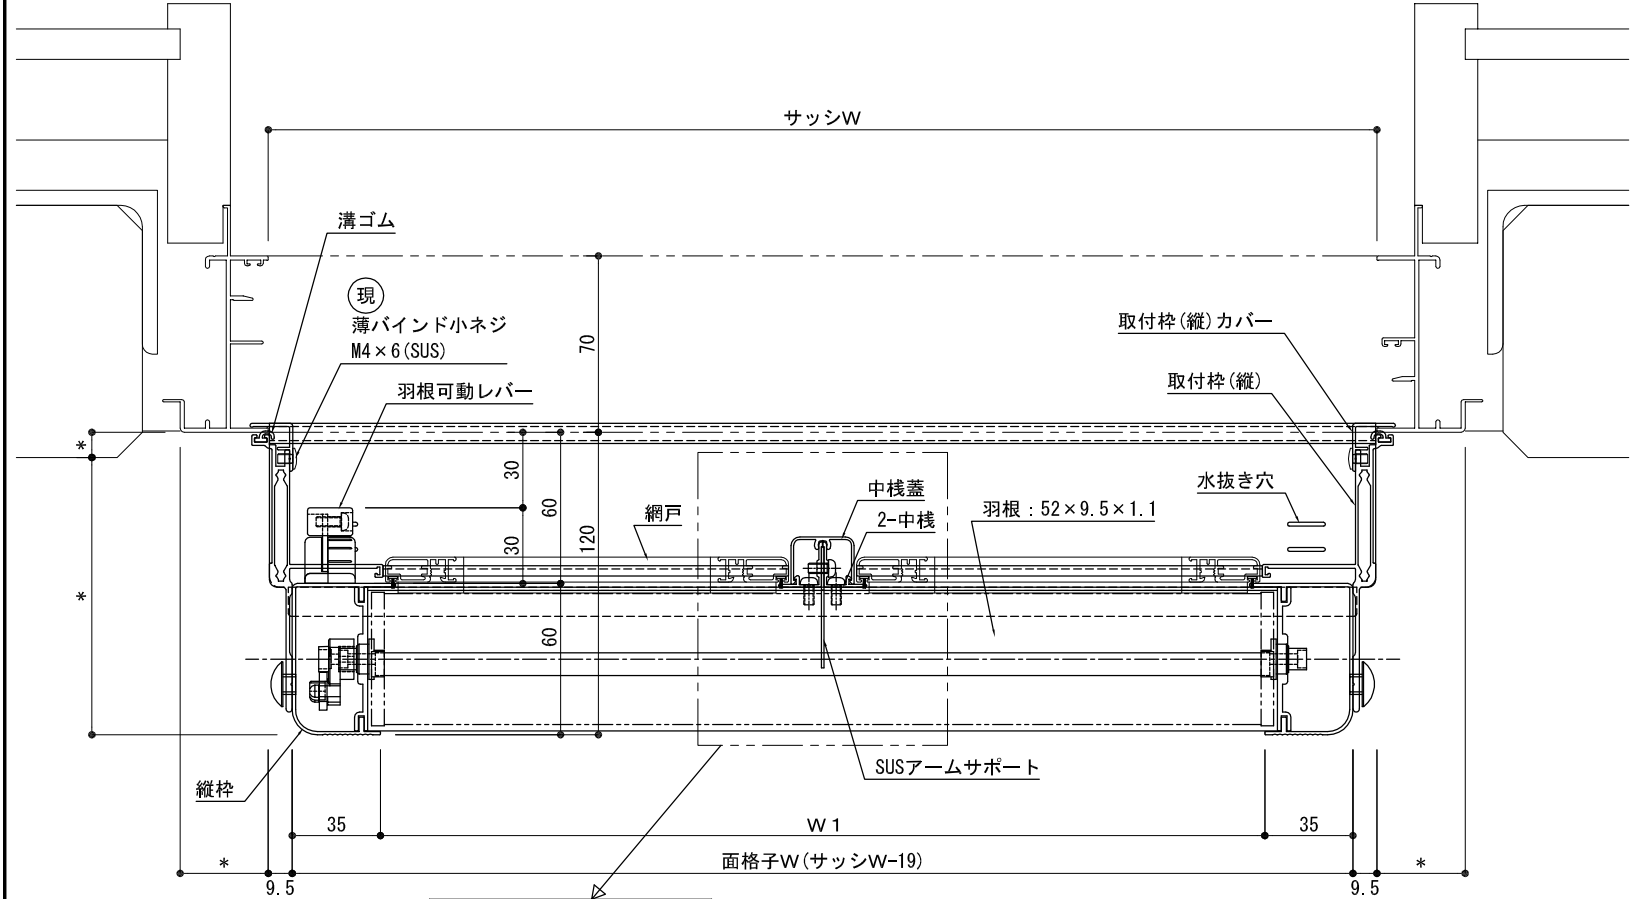 サッシW
溝ゴム
現
薄バインド小ネジ
M4×6(SUS)
羽根可動レバー
70
取付枠(縦)カバー
取付枠(縦)
*
30
60
30
120
網戸
中桟蓋
2-中桟
羽根：52×9.5×1.1
水抜き穴
*
60
SUSアームサポート
縦枠
35
W1
35
*
9.5
面格子W(サッシW-19)
9.5
*